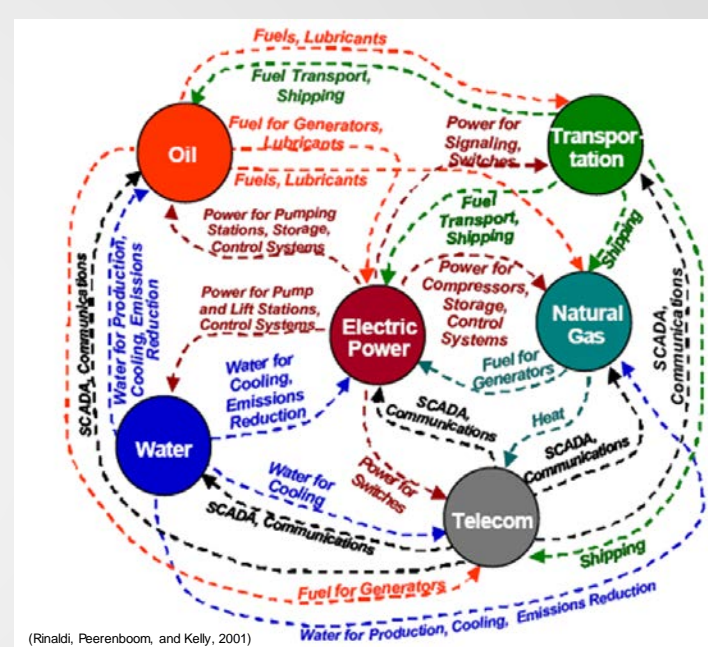 Fuels, Lubricants
Fuel Transport,
Shipping
Oil
Fuel for Generators,
Lubricants
Fuels, Lubricants
Power for
Signaling,
Switches
Transpor-
tation
Power for Pumping
Stations, Storage,
Control Systems
Fuel
Transport,
Shipping
Shipping
SCADA, Communications
Water for Production,
Cooling, Emissions
Reduction
Power for Pump
and Lift Stations,
Control Systems
Electric
Power
Power for
Compressors,
Storage,
Control
Systems
Natural
Gas
SCADA,
Communications
Water for
Cooling,
Emissions
Reduction
Fuel for
Generators
Heat
SCADA,
Communications
SCADA,
Communications
Water
Water for
Cooling
Power for
Switches
Telecom
SCADA, Communications
Shipping
Fuel for Generators
Water for Production, Cooling, Emissions Reduction
(Rinaldi, Peerenboom, and Kelly, 2001)